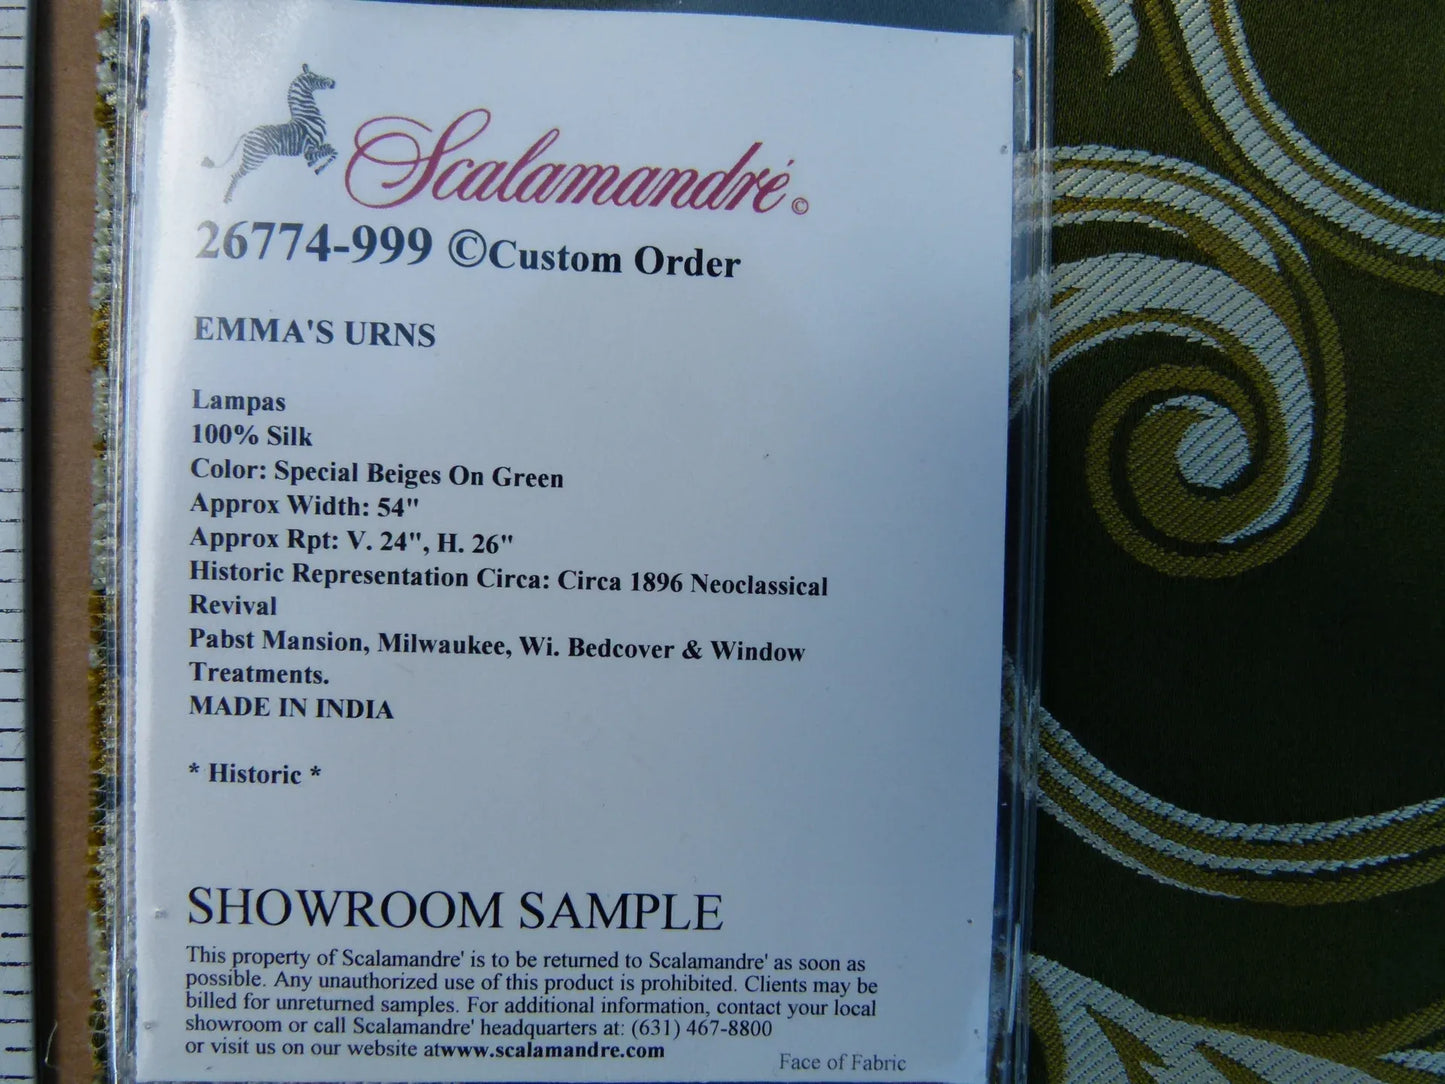 Scalamandré©
26774-999 ©Custom Order
EMMA'S URNS
Lampas
100% Silk
Color: Special Beiges On Green
Approx Width: 54"
Approx Rpt: V. 24", H. 26"
Historic Representation Circa: Circa 1896 Neoclassical
Revival
Pabst Mansion, Milwaukee, Wi. Bedcover & Window
Treatments.
MADE IN INDIA
* Historic *
SHOWROOM SAMPLE
This property of Scalamandre' is to be returned to Scalamandre' as soon as
possible. Any unauthorized use of this product is prohibited. Clients may be
billed for unreturned samples. For additional information, contact your local
showroom or call Scalamandre' headquarters at: (631) 467-8800
or visit us on our website atwww.scalamandre.com
Face of Fabric